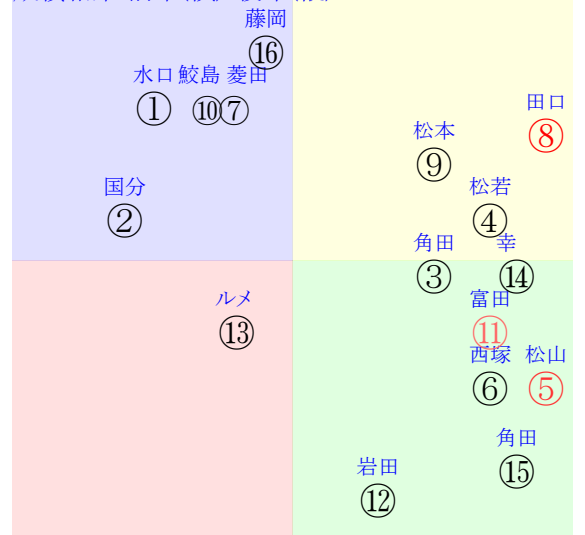 藤岡
⑯
水口 鮫島 菱田
① ⑩ ⑦
田口
⑧
松本
⑨
国分
②
松若
④
角田 幸
③ ⑭
ルメ
⑬
富田
⑪
西塚 松山
⑥ ⑤
角田
⑮
岩田
⑫